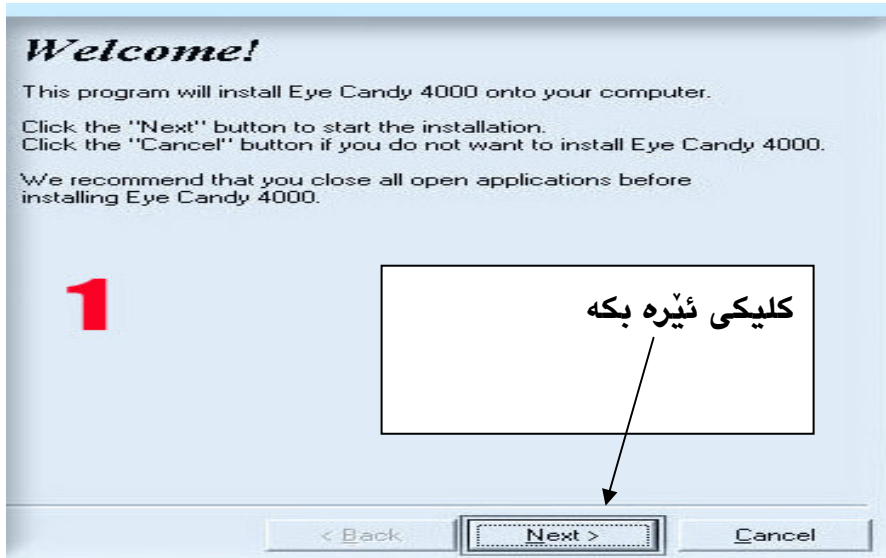 Welcome!
This program will install Eye Candy 4000 onto your computer.
Click the "Next" button to start the installation.
Click the "Cancel" button if you do not want to install Eye Candy 4000.
We recommend that you close all open applications before
installing Eye Candy 4000.
1
کلیکی ئێره بکه
< Back
Next >
Cancel